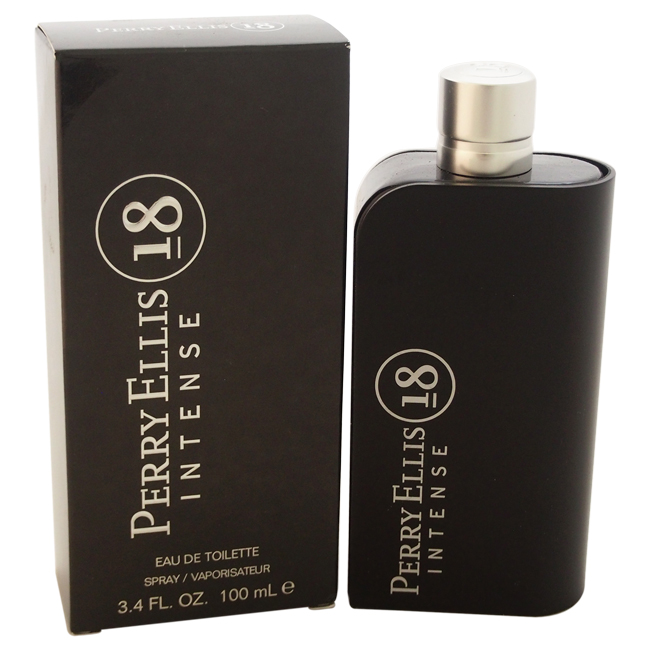 PERRY ELLIS
PERRY ELLIS 18
INTENSE
EAU DE TOILETTE
SPRAY / VAPORISATEUR
3.4 FL. OZ. 100 mL ℮
PERRY ELLIS 18
INTENSE